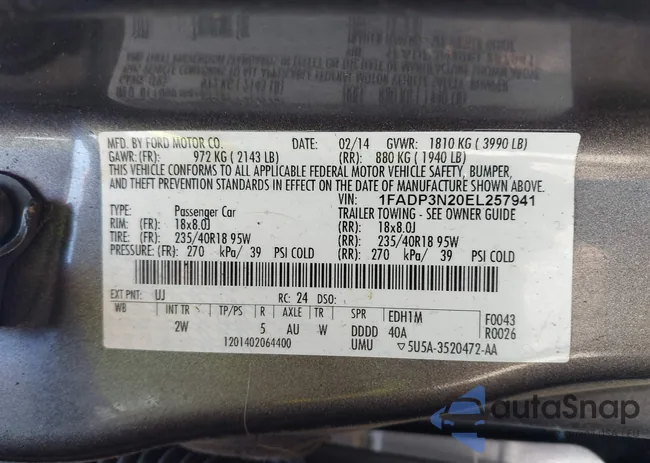 MFD. BY FORD MOTOR CO. DATE: 02/14 GVWR: 1810 KG ( 3990 LB)
GAWR: (FR): 972 KG ( 2143 LB) (RR): 880 KG ( 1940 LB)
THIS VEHICLE CONFORMS TO ALL APPLICABLE FEDERAL MOTOR VEHICLE SAFETY, BUMPER,
AND THEFT PREVENTION STANDARDS IN EFFECT ON THE DATE OF MANUFACTURE SHOWN ABOVE.
VIN: 1FADP3N20EL257941
TYPE: Passenger Car TRAILER TOWING - SEE OWNER GUIDE
RIM: (FR): 18x8.0J (RR): 18x8.0J
TIRE: (FR): 235/40R18 95W (RR): 235/40R18 95W
PRESSURE: (FR): 270 kPa/ 39 PSI COLD (RR): 270 kPa/ 39 PSI COLD
EXT PNT: UJ RC: 24 DSO:
WB INT TR TP/PS R AXLE TR SPR EDH1M F0043
2W 5 AU W DDDD 40A R0026
1201402064400 UMU ▽5U5A-3520472-AA
autoSnap